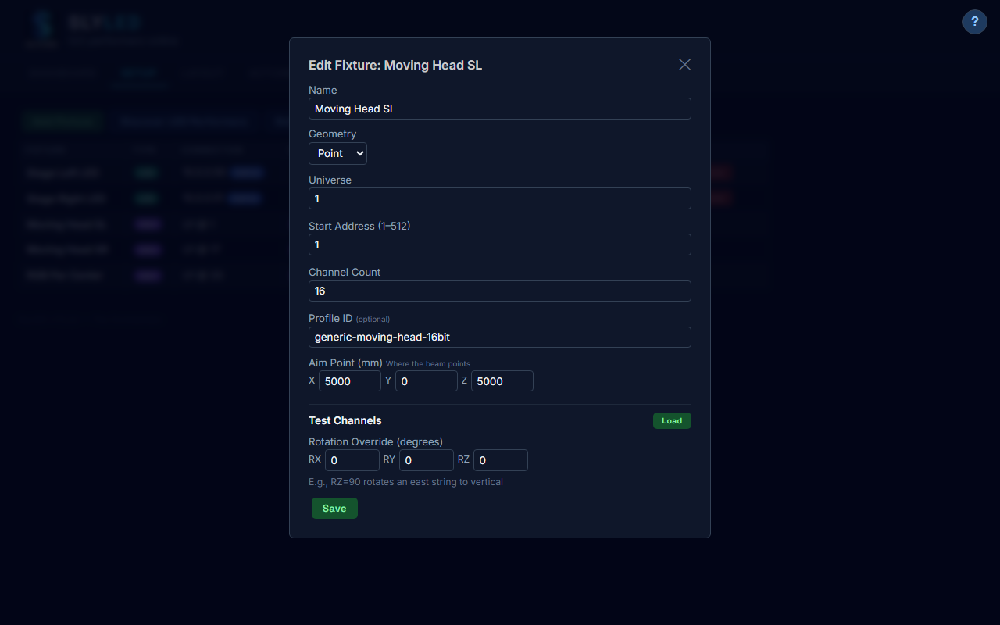 SLYLED
?
Edit Fixture: Moving Head SL
Name
Moving Head SL
Geometry
Point
Universe
1
Start Address (1–512)
1
Channel Count
16
Profile ID (optional)
generic-moving-head-16bit
Aim Point (mm) Where the beam points
X 5000 Y 0 Z 5000
Test Channels Load
Rotation Override (degrees)
RX 0 RY 0 RZ 0
E.g., RZ=90 rotates an east string to vertical
Save